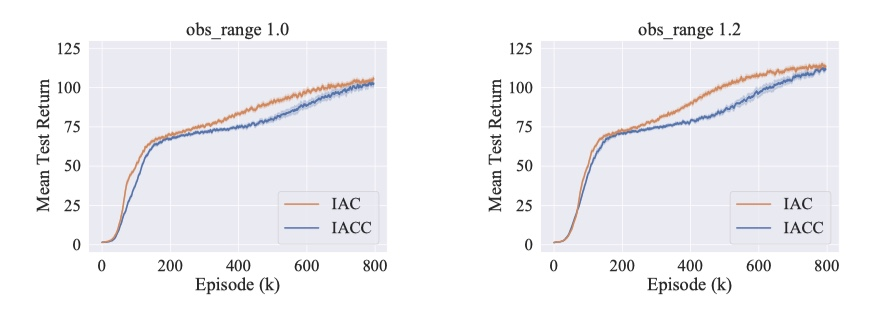 obs_range 1.0
125
100
75
50
25
0
Mean Test Return
IAC
IACC
0 200 400 600 800
Episode (k)
obs_range 1.2
125
100
75
50
25
0
Mean Test Return
IAC
IACC
0 200 400 600 800
Episode (k)